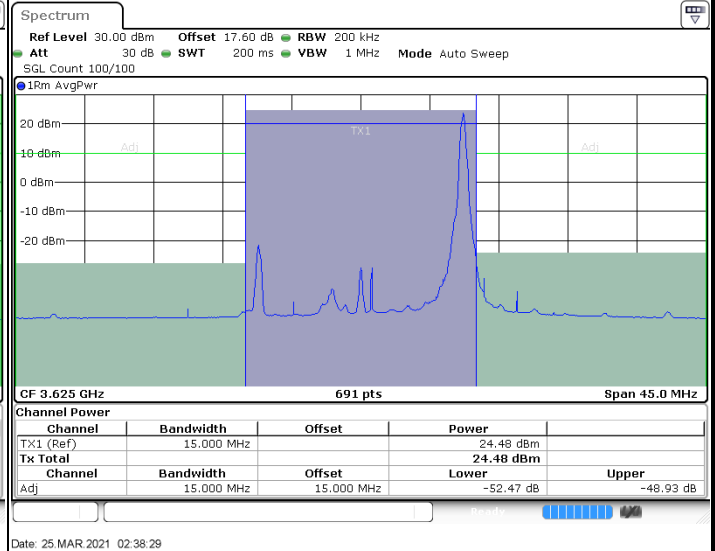 Spectrum
Ref Level 30.00 dBm Offset 17.60 dB RBW 200 kHz
Att 30 dB SWT 200 ms VBW 1 MHz Mode Auto Sweep
SGL Count 100/100
1Rm AvgPwr
20 dBm
TX1
Adj
Adj
10 dBm
0 dBm
-10 dBm
-20 dBm
CF 3.625 GHz 691 pts Span 45.0 MHz
Channel Power
Channel Bandwidth Offset Power
TX1 (Ref) 15.000 MHz 24.48 dBm
Tx Total 24.48 dBm
Channel Bandwidth Offset Lower Upper
Adj 15.000 MHz 15.000 MHz -52.47 dB -48.93 dB
Ready
Date: 25.MAR.2021 02:38:29